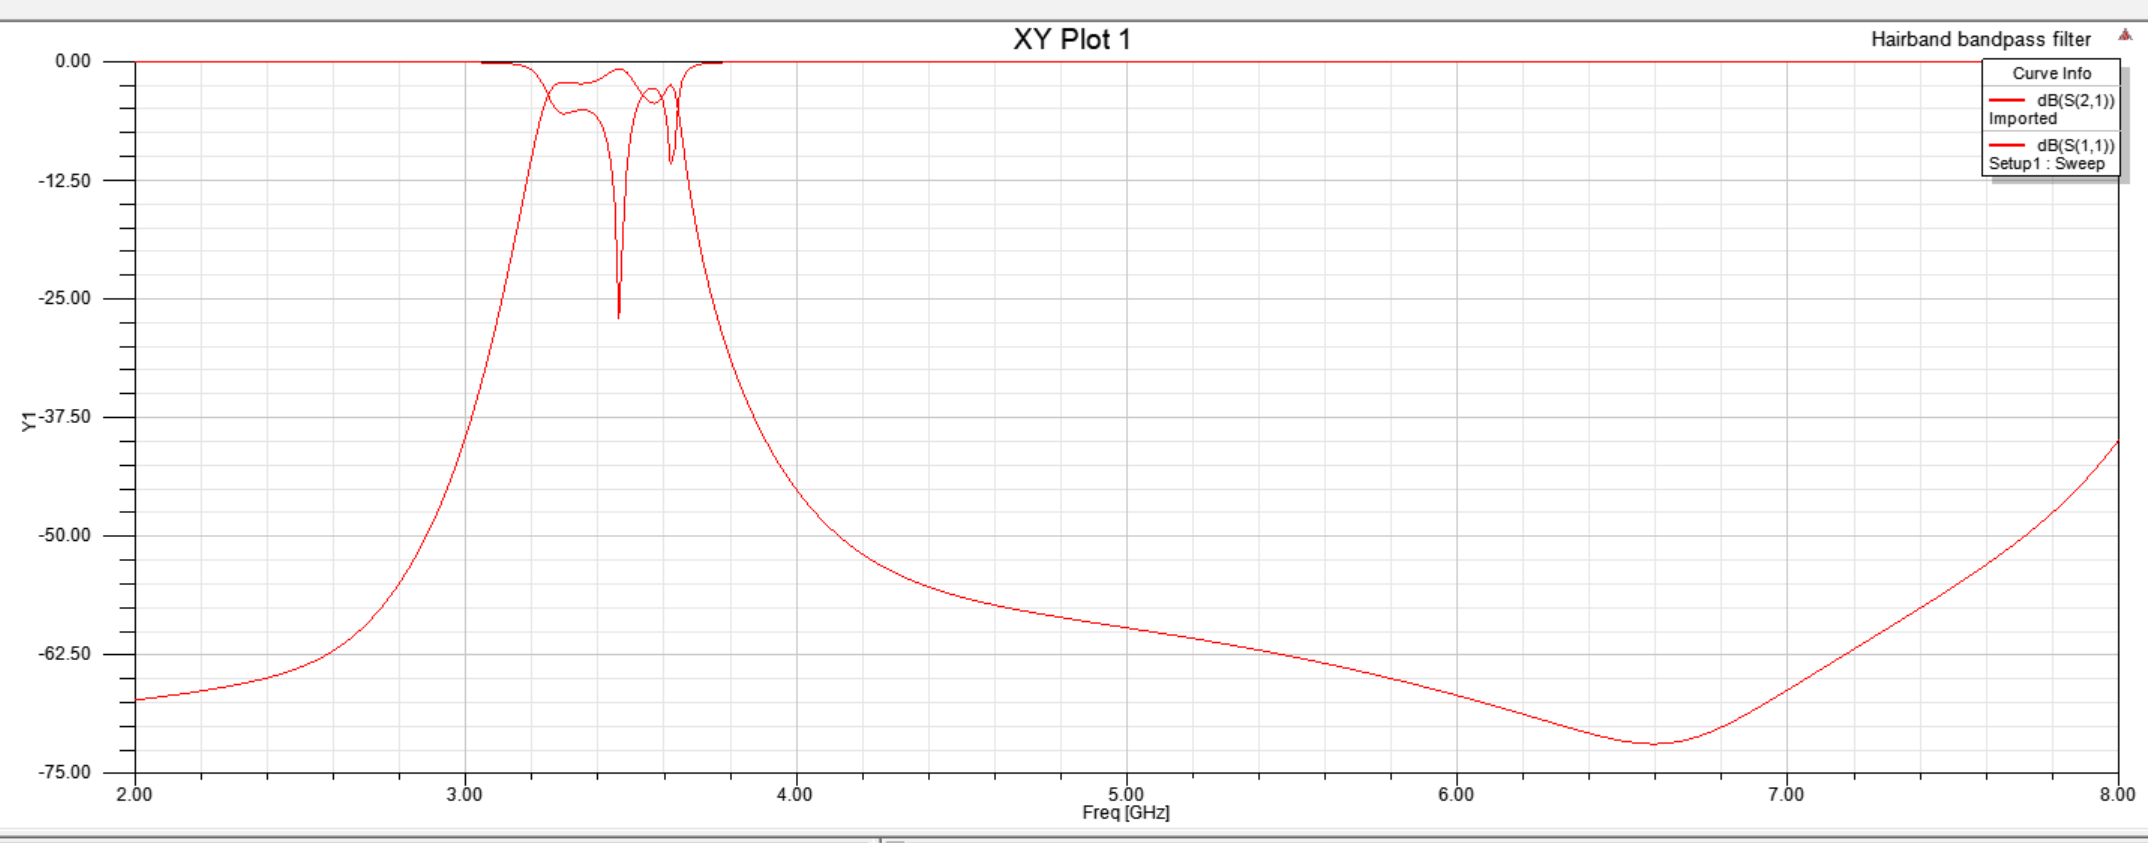 XY Plot 1
Hairband bandpass filter
Curve Info
dB(S(2,1))
Imported
dB(S(1,1))
Setup1 : Sweep
0.00
-12.50
-25.00
-37.50
-50.00
-62.50
-75.00
Y1
2.00 3.00 4.00 5.00 6.00 7.00 8.00
Freq [GHz]